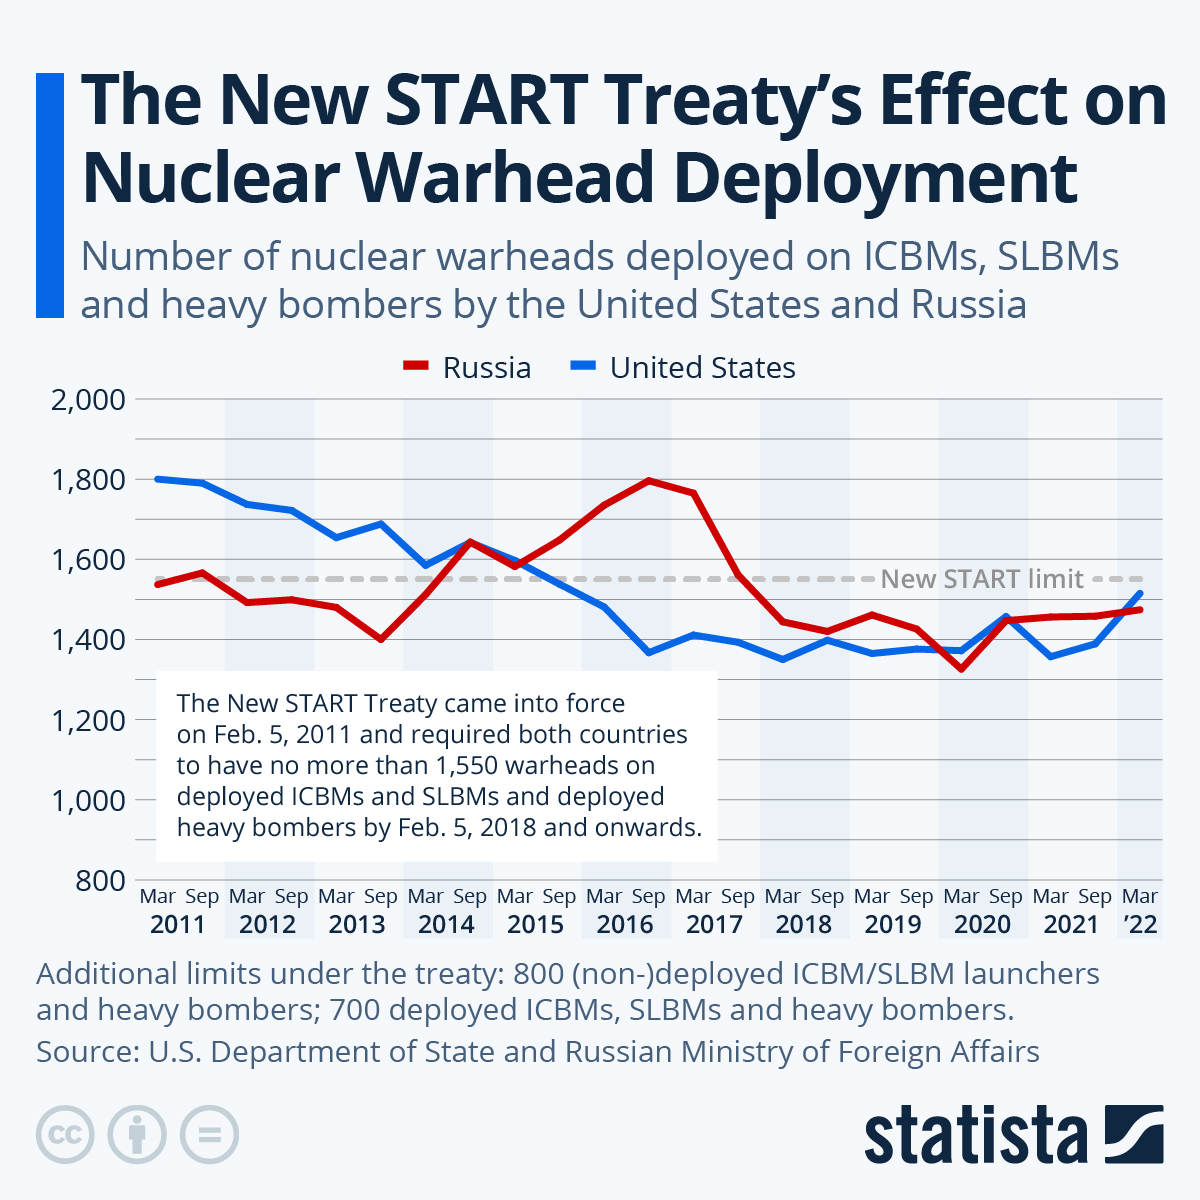 The New START Treaty’s Effect on
Nuclear Warhead Deployment
Number of nuclear warheads deployed on ICBMs, SLBMs
and heavy bombers by the United States and Russia
Russia United States
2,000
1,800
1,600
New START limit
1,400
1,200
1,000
800
The New START Treaty came into force
on Feb. 5, 2011 and required both countries
to have no more than 1,550 warheads on
deployed ICBMs and SLBMs and deployed
heavy bombers by Feb. 5, 2018 and onwards.
Mar Sep Mar Sep Mar Sep Mar Sep Mar Sep Mar Sep Mar Sep Mar Sep Mar Sep Mar Sep Mar Sep Mar
2011 2012 2013 2014 2015 2016 2017 2018 2019 2020 2021 ’22
Additional limits under the treaty: 800 (non-)deployed ICBM/SLBM launchers
and heavy bombers; 700 deployed ICBMs, SLBMs and heavy bombers.
Source: U.S. Department of State and Russian Ministry of Foreign Affairs
cc =
statista